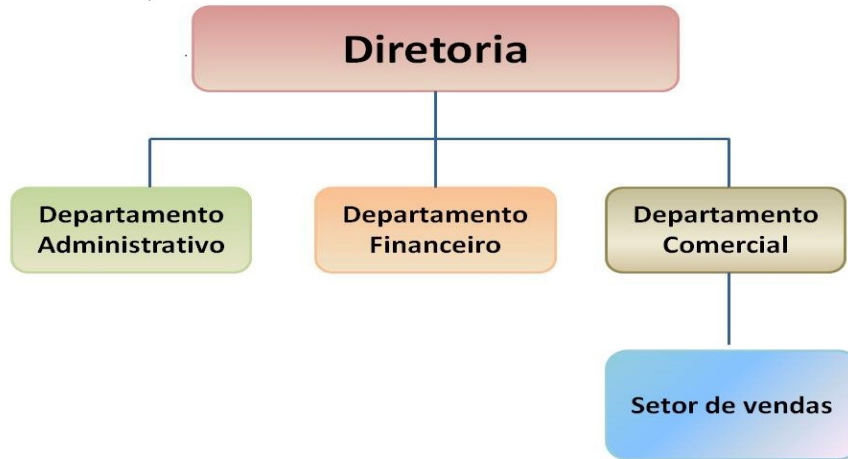 Diretoria
Departamento
Administrativo
Departamento
Financeiro
Departamento
Comercial
Setor de vendas